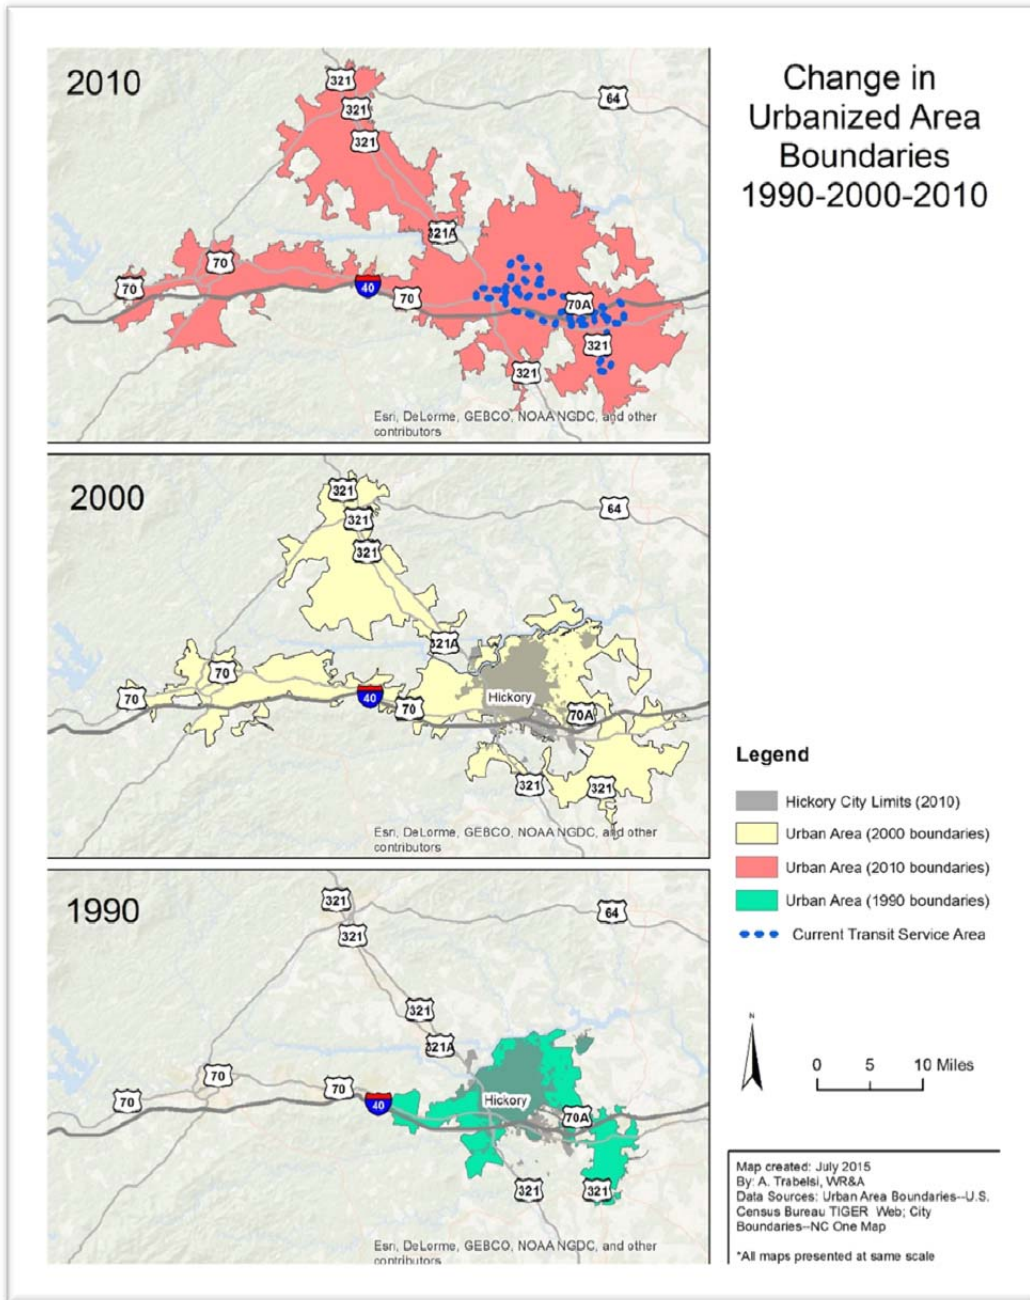 Change in
Urbanized Area
Boundaries
1990-2000-2010
2010
321
321
321
64
321A
70
70
40
70
70A
321
321
Esri, DeLorme, GEBCO, NOAA NGDC, and other
contributors
2000
321
321
321
64
321A
70
70
40
70
Hickory
70A
321
321
Esri, DeLorme, GEBCO, NOAA NGDC, and other
contributors
1990
321
321
64
321
321A
70
70
70
40
Hickory
70A
321
321
Esri, DeLorme, GEBCO, NOAA NGDC, and other
contributors
Legend
Hickory City Limits (2010)
Urban Area (2000 boundaries)
Urban Area (2010 boundaries)
Urban Area (1990 boundaries)
Current Transit Service Area
N
0 5 10 Miles
Map created: July 2015
By: A. Trabelsi, WR&A
Data Sources: Urban Area Boundaries--U.S.
Census Bureau TIGER Web; City
Boundaries--NC One Map
*All maps presented at same scale